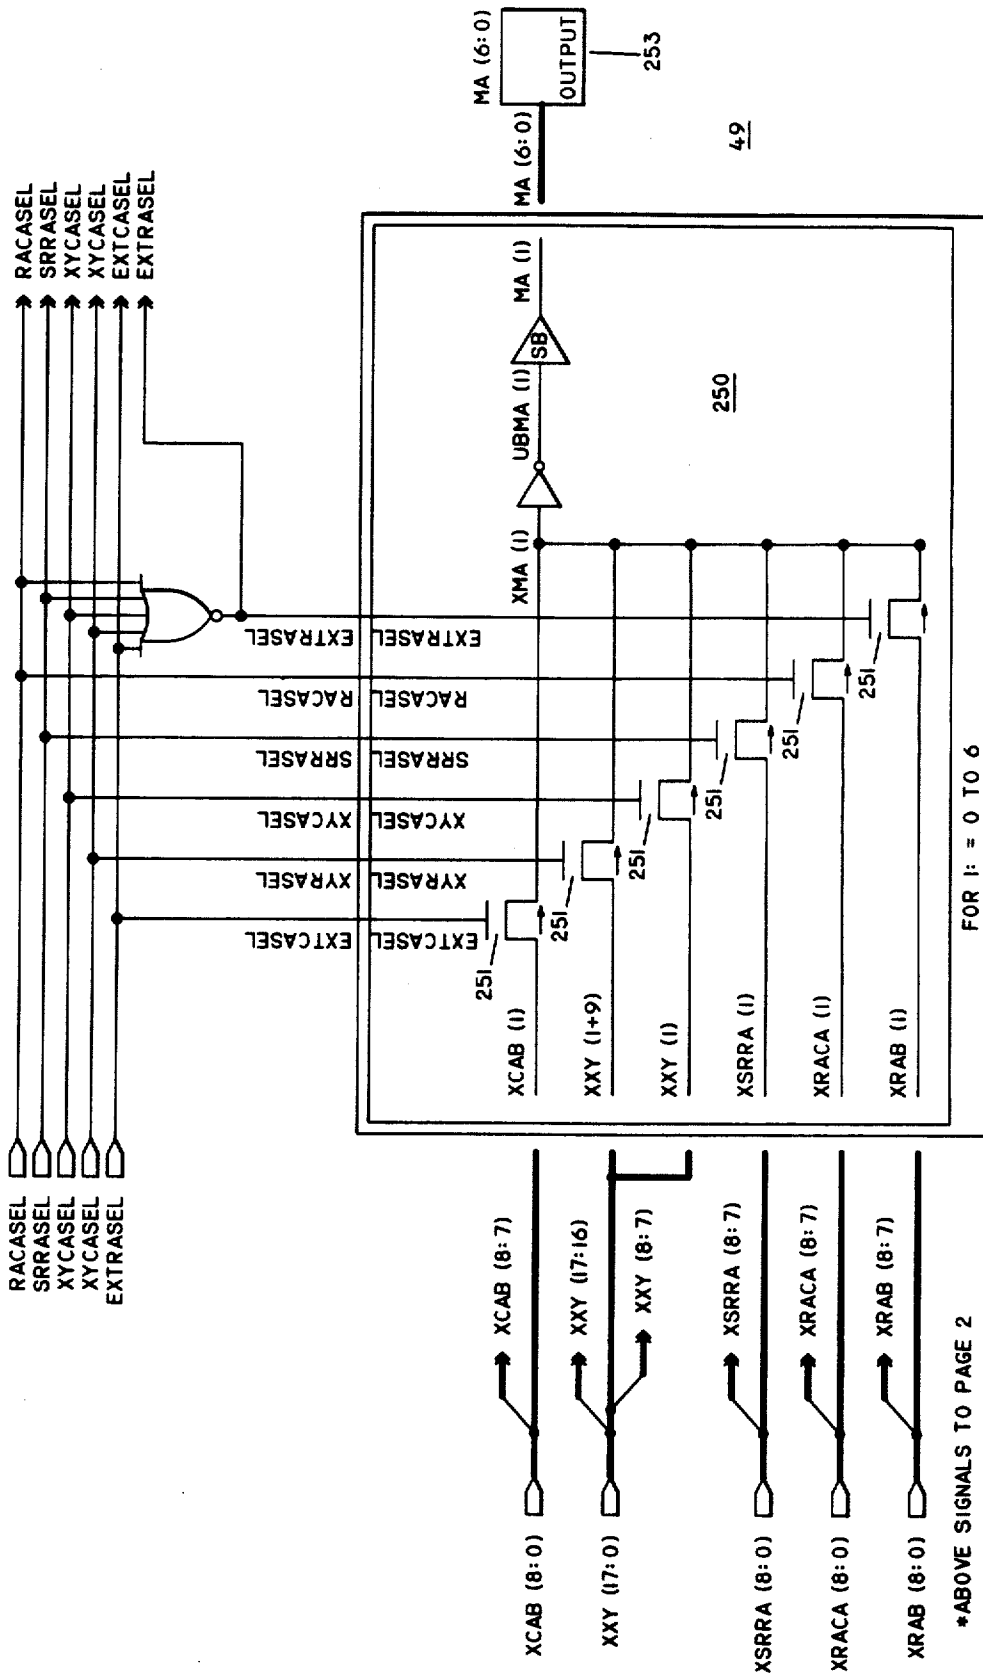 RACASEL
SRRASEL
XYCASEL
XYCASEL
EXTRASEL
RACASEL
SRRASEL
XYCASEL
XYCASEL
EXTCASEL
EXTRASEL
EXTCASEL
XYRASEL
XYCASEL
SRRASEL
RACASEL
EXTRASEL
EXTCASEL
XYRASEL
XYCASEL
SRRASEL
RACASEL
EXTRASEL
XCAB (8:0)
XCAB (8:7)
XCAB (I)
251
XMA (I)
UBMA (I)
SB
MA (I)
MA (6:0)
MA (6:0)
OUTPUT
253
XXY (17:0)
XXY (17:16)
XXY (8:7)
XXY (I+9)
251
XXY (I)
251
XSRRA (8:0)
XSRRA (8:7)
XSRRA (I)
251
250
49
XRACA (8:0)
XRACA (8:7)
XRACA (I)
251
XRAB (8:0)
XRAB (8:7)
XRAB (I)
251
*ABOVE SIGNALS TO PAGE 2
FOR I: = 0 TO 6